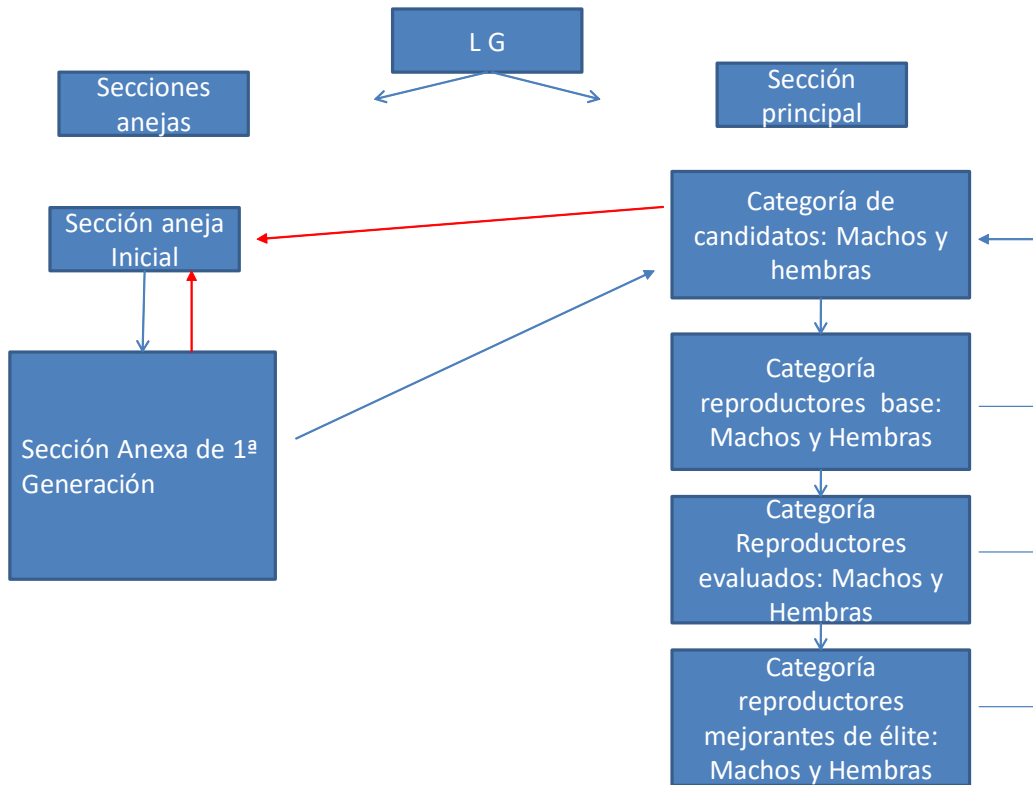 L G
Secciones
anejas
Sección
principal
Sección aneja
Inicial
Sección Anexa de 1ª
Generación
Categoría de
candidatos: Machos y
hembras
Categoría
reproductores base:
Machos y Hembras
Categoría
Reproductores
evaluados: Machos y
Hembras
Categoría
reproductores
mejorantes de élite:
Machos y Hembras